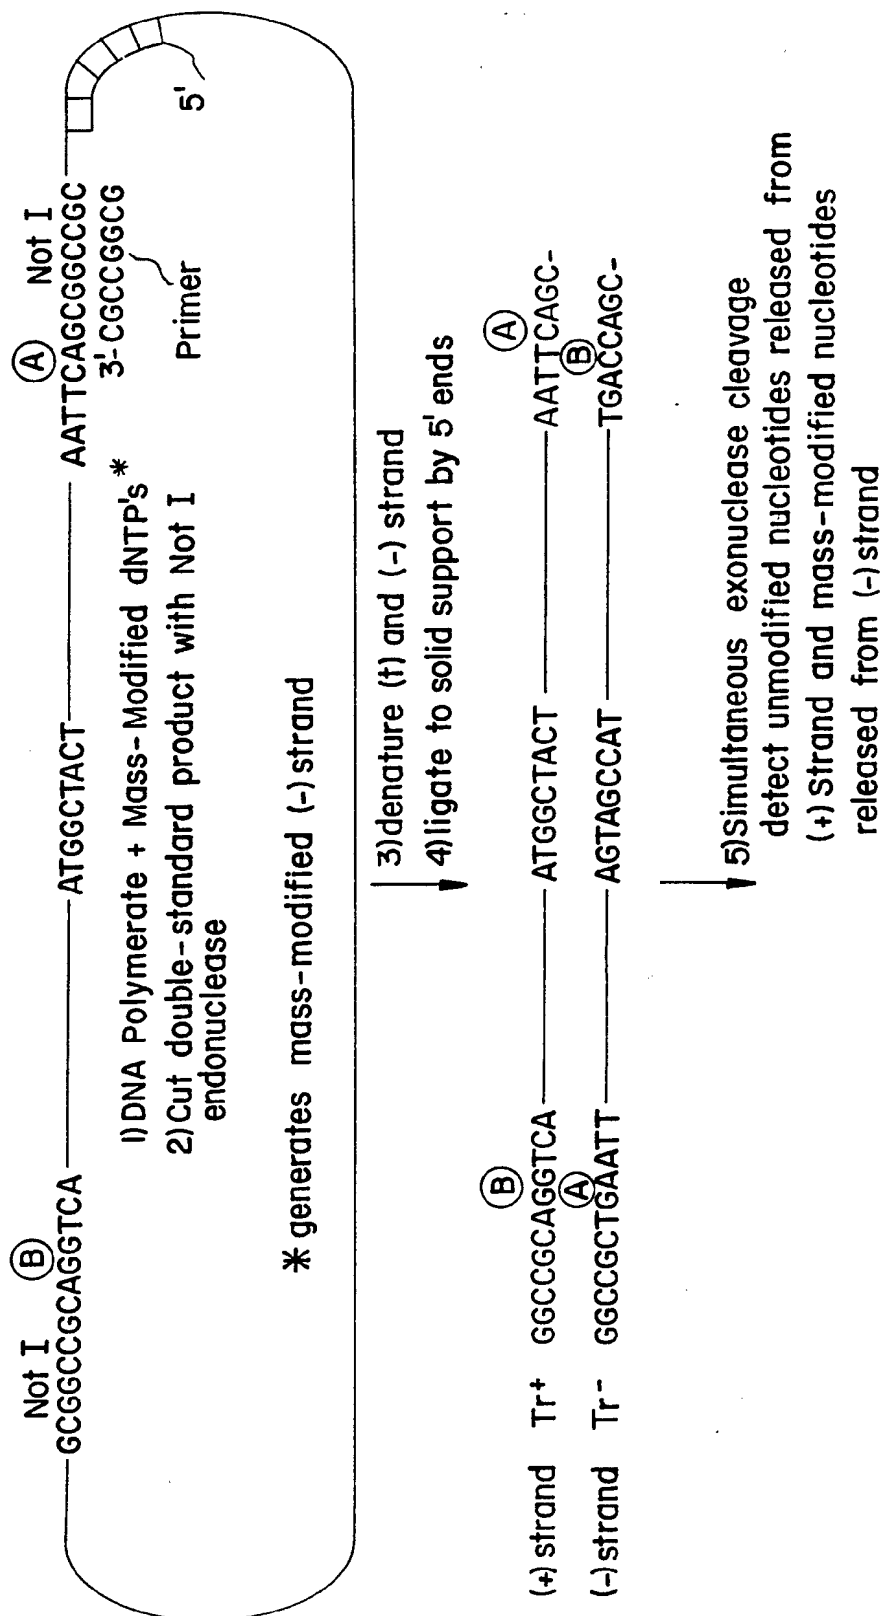 Not I
B
GCGGCCGCAGGTCA
ATGGCTACT
A
Not I
AATTCAGCGGCCGC
3'-CGCCGGCG
Primer
5'
1)DNA Polymerate + Mass-Modified dNTP's*
2)Cut double-standard product with Not I
endonuclease
*generates mass-modified (-)strand
3)denature (t) and (-) strand
4)ligate to solid support by 5' ends
B
A
(+)strand Tr+ GGCCGCAGGTCA ATGGCTACT AATTCAGC-
A
B
(-)strand Tr- GGCCGCTGAATT AGTAGCCAT TGACCAGC-
5)Simultaneous exonuclease cleavage
detect unmodified nucleotides released from
(+) strand and mass-modified nucleotides
released from (-) strand